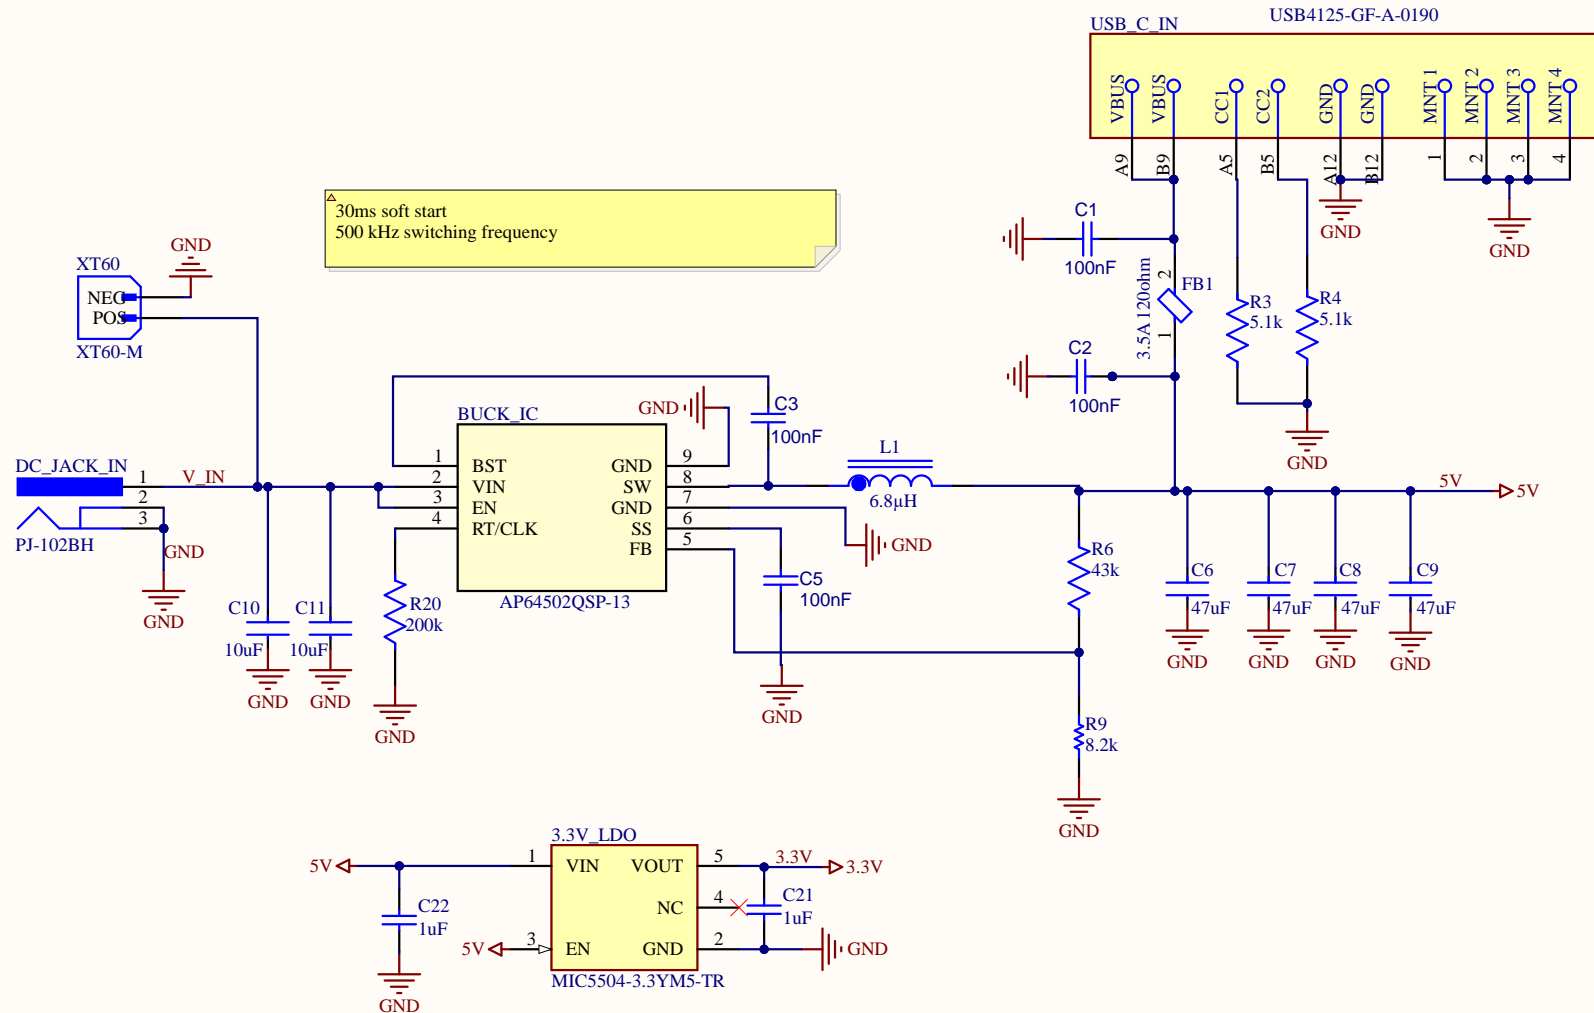 USB4125-GF-A-0190
USB_C_IN
VBUS
VBUS
CC1
CC2
GND
GND
MNT 1
MNT 2
MNT 3
MNT 4
A9
B9
A5
B5
A12
B12
1
2
3
4
GND
GND
30ms soft start
500 kHz switching frequency
C1
100nF
GND
XT60
NEG
POS
XT60-M
2
FB1
3.5A 120ohm
1
R3
5.1k
R4
5.1k
C2
100nF
GND
BUCK_IC
GND
C3
100nF
DC_JACK_IN
1
V_IN
2
3
PJ-102BH
GND
GND
1
BST
2
VIN
3
EN
4
RT/CLK
GND
9
SW
8
GND
7
SS
6
FB
5
AP64502QSP-13
L1
6.8µH
GND
5V
5V
C10
10uF
GND
C11
10uF
GND
R20
200k
GND
C5
100nF
GND
R6
43k
C6
47uF
GND
C7
47uF
GND
C8
47uF
GND
C9
47uF
GND
R9
8.2k
GND
3.3V_LDO
5V
1
VIN
VOUT
5
3.3V
3.3V
C22
1uF
GND
NC
4
C21
1uF
5V
3
EN
GND
2
GND
MIC5504-3.3YM5-TR